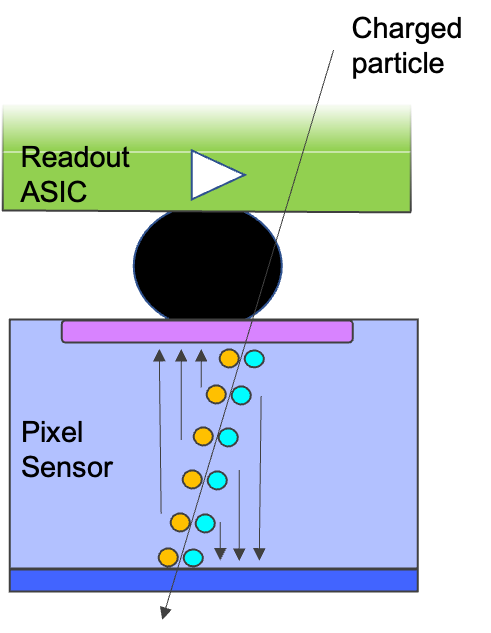 Charged
particle
Readout
ASIC
Pixel
Sensor